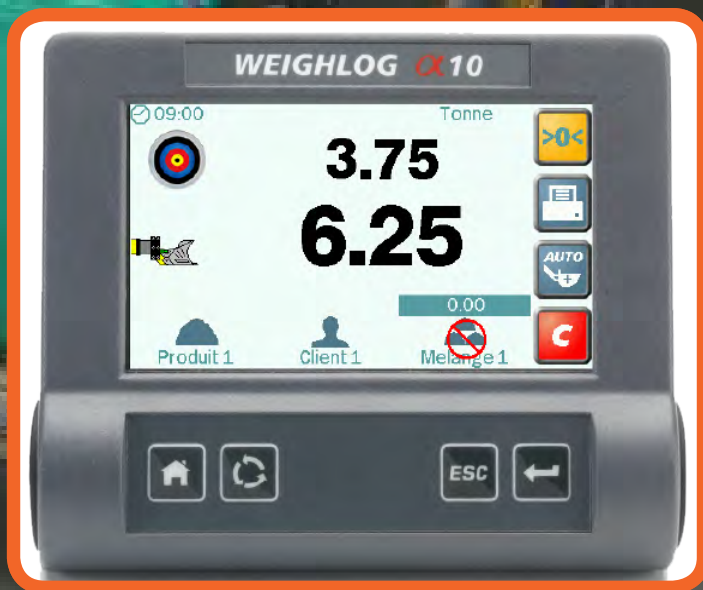 WEIGHLOG α10
09:00
Tonne
3.75
6.25
0.00
Produit 1
Client 1
Melange 1
>0<
AUTO
C
ESC